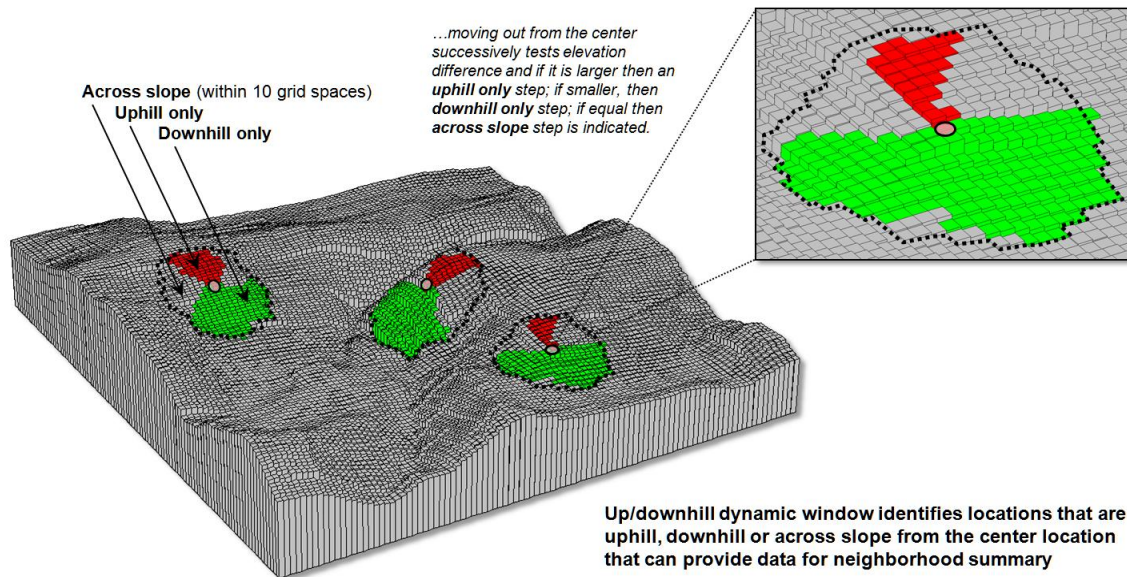 …moving out from the center
successively tests elevation
difference and if it is larger then an
uphill only step; if smaller, then
downhill only step; if equal then
across slope step is indicated.
Across slope (within 10 grid spaces)
Uphill only
Downhill only
Up/downhill dynamic window identifies locations that are
uphill, downhill or across slope from the center location
that can provide data for neighborhood summary